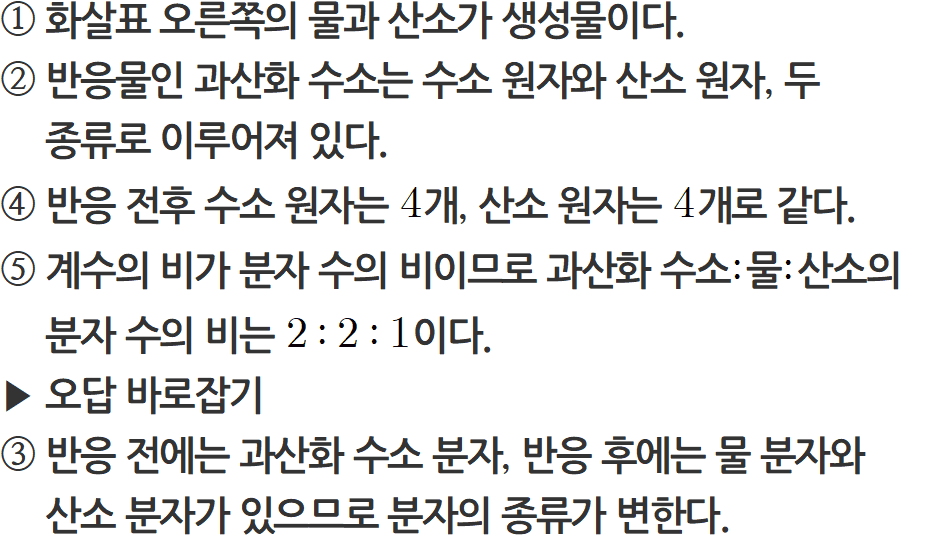 ① 화살표 오른쪽의 물과 산소가 생성물이다.
② 반응물인 과산화 수소는 수소 원자와 산소 원자, 두
종류로 이루어져 있다.
④ 반응 전후 수소 원자는 4개, 산소 원자는 4개로 같다.
⑤ 계수의 비가 분자 수의 비이므로 과산화 수소:물:산소의
분자 수의 비는 2 : 2 : 1이다.
▶ 오답 바로잡기
③ 반응 전에는 과산화 수소 분자, 반응 후에는 물 분자와
산소 분자가 있으므로 분자의 종류가 변한다.